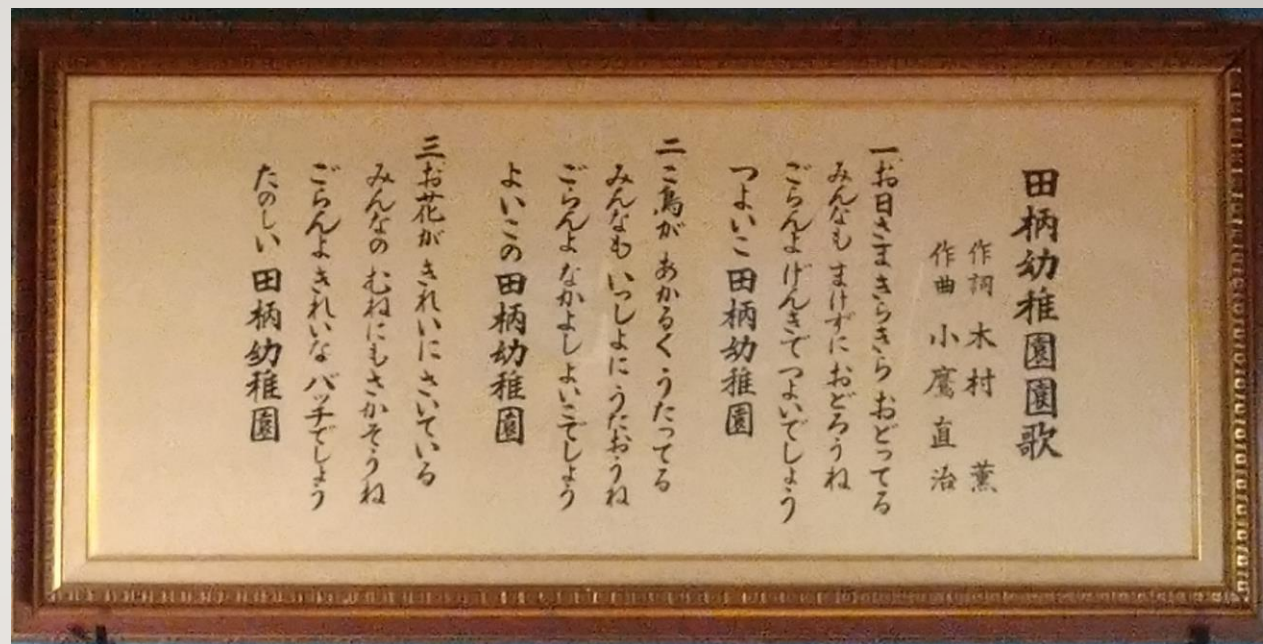 田柄幼稚園園歌
作詞 木村 薫
作曲 小鷹直治
一お日さまきらきら おどってる
みんなも まけずに おどろうね
ごらんよ げんきで つよいでしょう
つよいこ 田柄幼稚園
二こ鳥が あかるく うたってる
みんなも いっしょに うたおうね
ごらんよ なかよし よいこでしょう
よいこの 田柄幼稚園
三お花が きれいに さいている
みんなの むねにも さかそうね
ごらんよ きれいな バッチでしょう
たのしい 田柄幼稚園